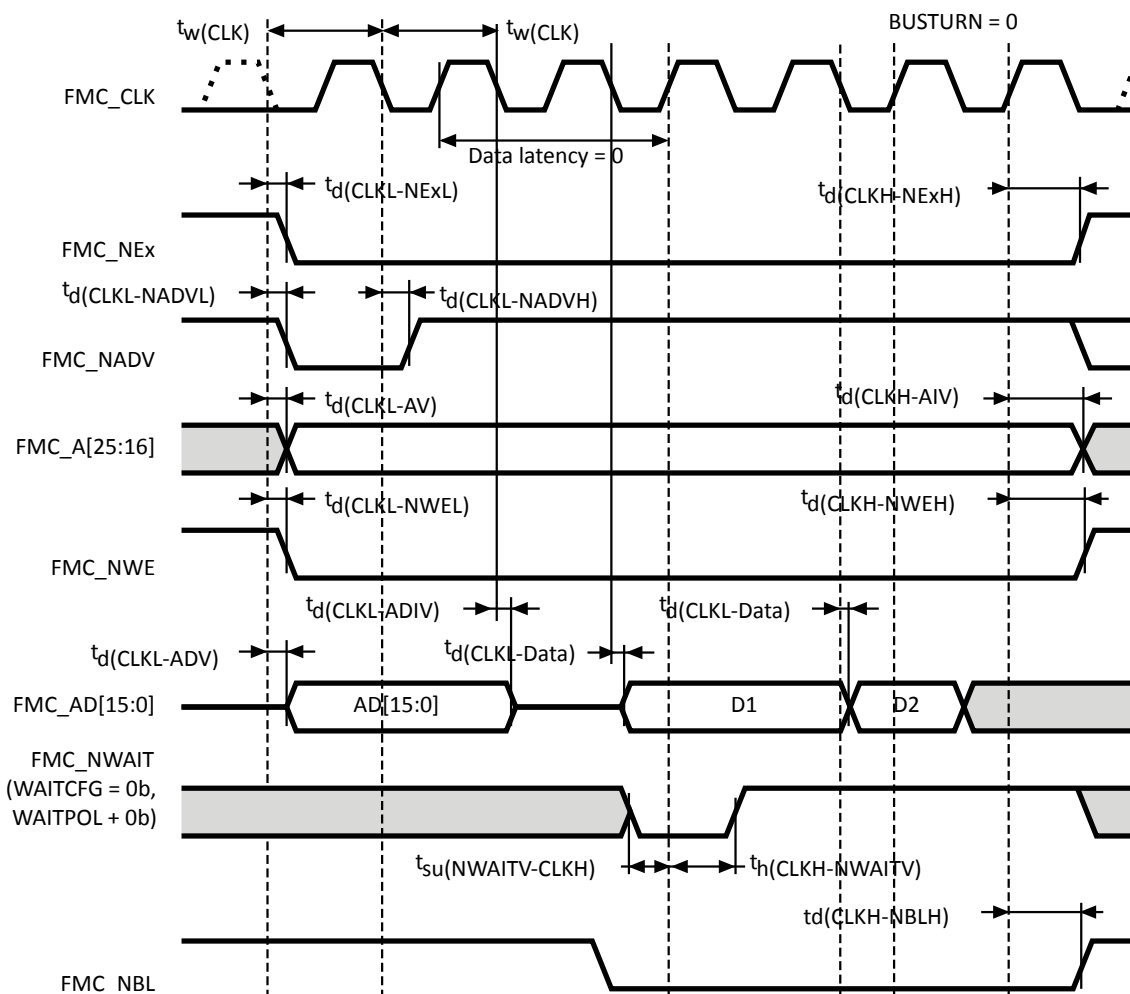 BUSTURN = 0
tw(CLK) tw(CLK)
FMC_CLK
Data latency = 0
td(CLKL-NExL) td(CLKH-NExH)
FMC_NEx
td(CLKL-NADVL) td(CLKL-NADVH)
FMC_NADV
td(CLKL-AV) td(CLKH-AIV)
FMC_A[25:16]
td(CLKL-NWEL) td(CLKH-NWEH)
FMC_NWE
td(CLKL-ADIV) td(CLKL-Data)
td(CLKL-ADV) td(CLKL-Data)
FMC_AD[15:0] AD[15:0] D1 D2
FMC_NWAIT
(WAITCFG = 0b,
WAITPOL + 0b)
tsu(NWAITV-CLKH) th(CLKH-NWAITV)
td(CLKH-NBLH)
FMC_NBL